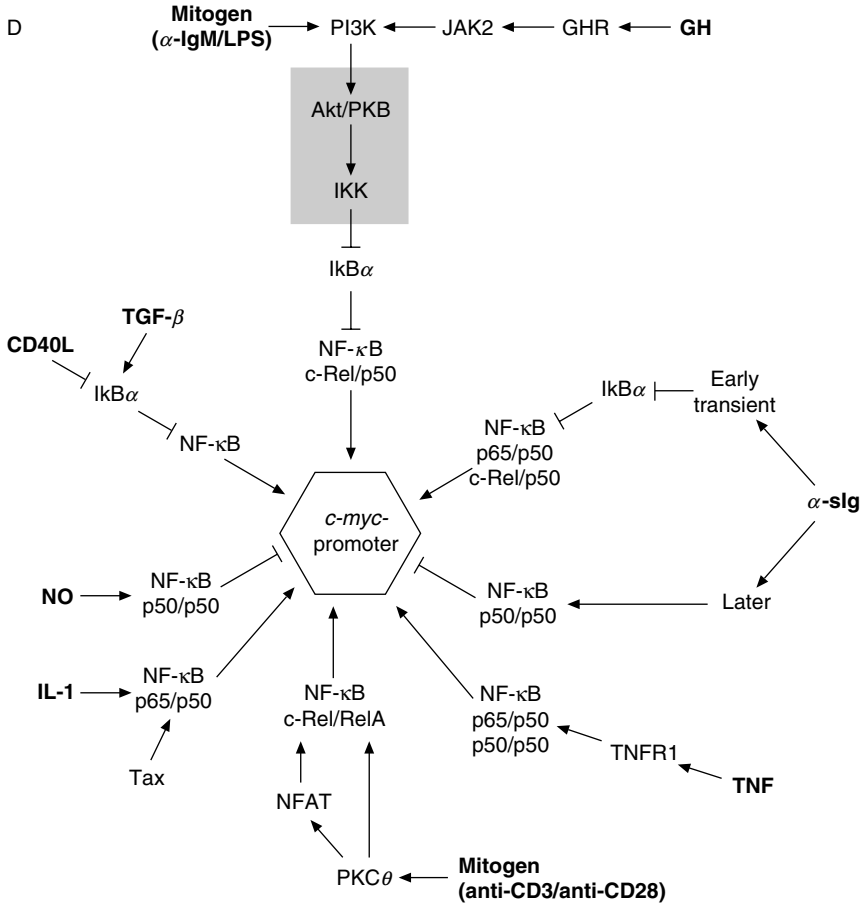 D
Mitogen
(α-IgM/LPS)
PI3K
JAK2
GHR
GH
Akt/PKB
IKK
IkBα
NF-κB
c-Rel/p50
TGF-β
CD40L
IkBα
NF-κB
Early
transient
IkBα
NF-κB
p65/p50
c-Rel/p50
α-sIg
c-myc-
promoter
NO
NF-κB
p50/p50
NF-κB
p50/p50
Later
IL-1
NF-κB
p65/p50
Tax
NF-κB
c-Rel/RelA
NF-κB
p65/p50
p50/p50
TNFR1
TNF
NFAT
PKCθ
Mitogen
(anti-CD3/anti-CD28)